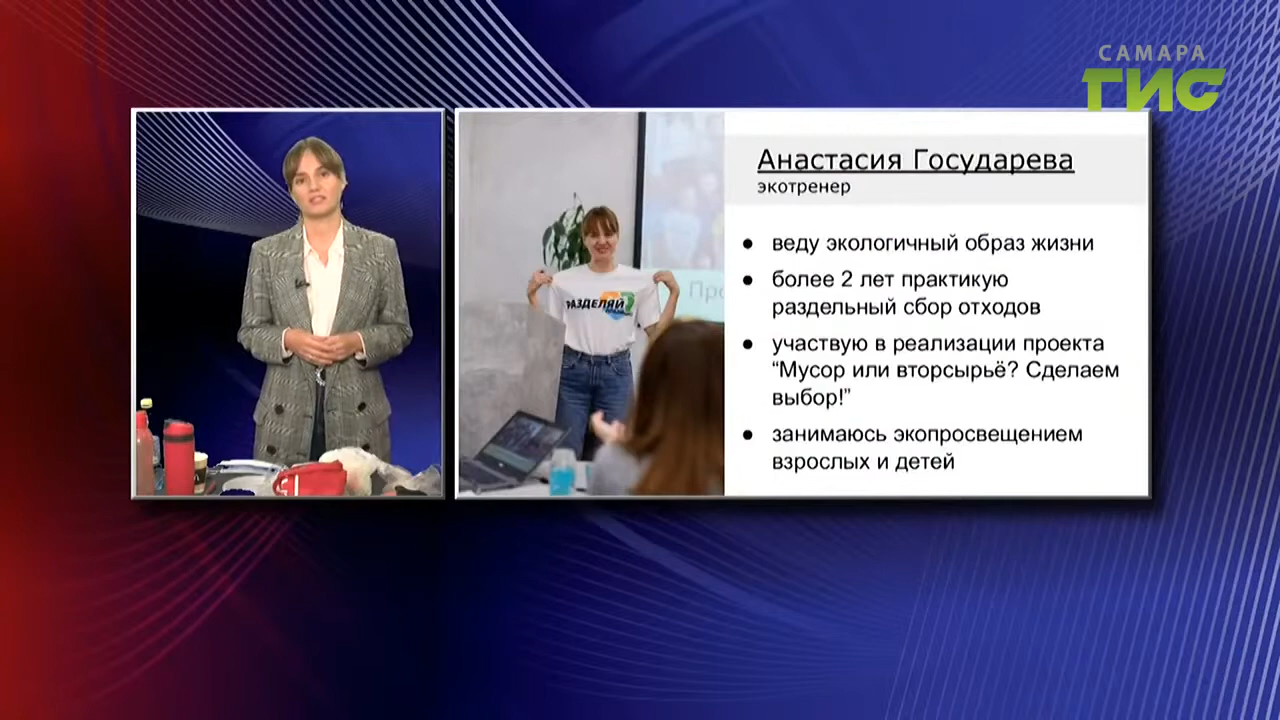 САМАРА
ГИС
Анастасия Государева
экотренер
● веду экологичный образ жизни
● более 2 лет практикую
раздельный сбор отходов
● участвую в реализации проекта
“Мусор или вторсырьё? Сделаем
выбор!”
● занимаюсь экопросвещением
взрослых и детей
РАЗДЕЛЯЙ
Про